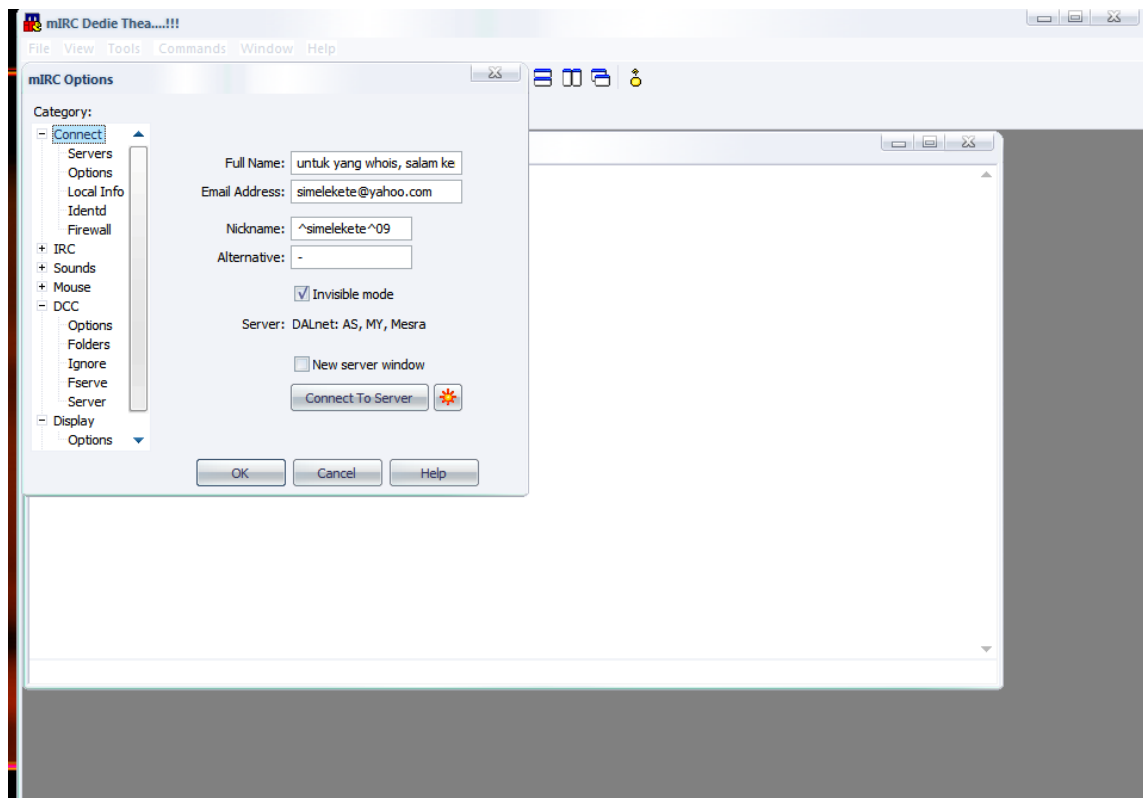 mIRC Dedie Thea....!!!
File View Tools Commands Window Help
mIRC Options
Category:
Connect
Servers
Options
Local Info
Identd
Firewall
IRC
Sounds
Mouse
DCC
Options
Folders
Ignore
Fserve
Server
Display
Options
Full Name: untuk yang whois, salam ke
Email Address: simelekete@yahoo.com
Nickname: ^simelekete^09
Alternative: -
Invisible mode
Server: DALnet: AS, MY, Mesra
New server window
Connect To Server
OK Cancel Help